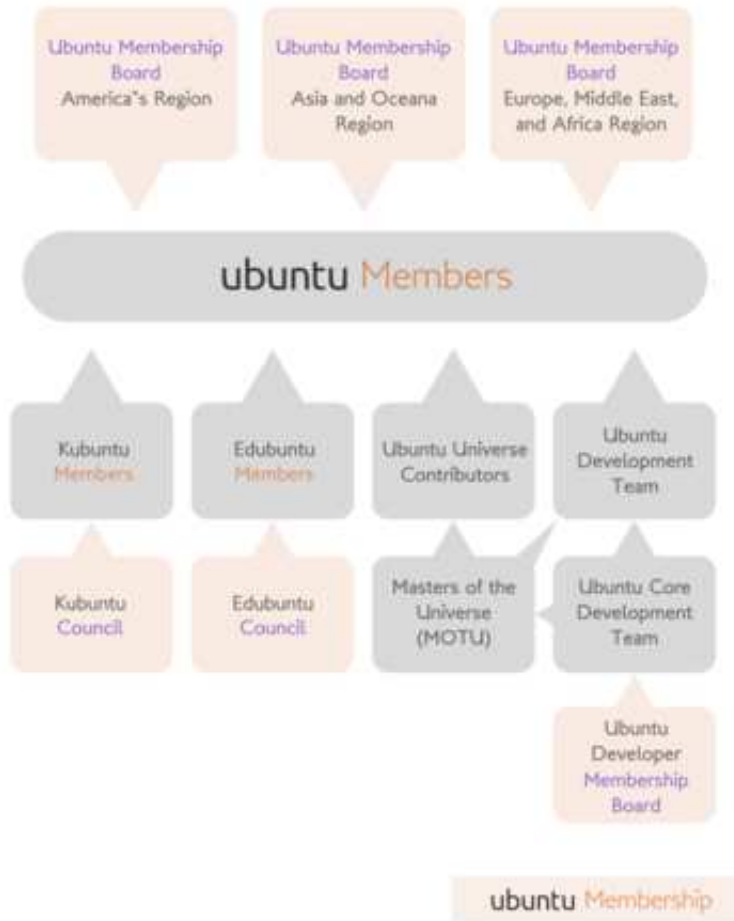 Ubuntu Membership
Board
America"s Region
Ubuntu Membership
Board
Asia and Oceana
Region
Ubuntu Membership
Board
Europe, Middle East,
and Africa Region
ubuntu Members
Kubuntu
Members
Edubuntu
Members
Ubuntu Universe
Contributors
Ubuntu
Development
Team
Kubuntu
Council
Edubuntu
Council
Masters of the
Universe
(MOTU)
Ubuntu Core
Development
Team
Ubuntu
Developer
Membership
Board
ubuntu Membership